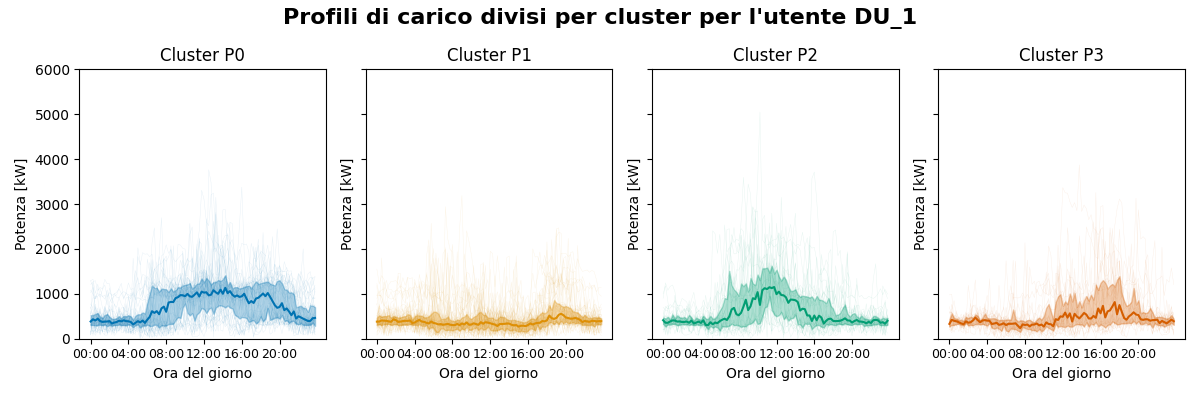 Profili di carico divisi per cluster per l'utente DU_1
Cluster P0
Cluster P1
Cluster P2
Cluster P3
6000
5000
4000
3000
2000
1000
0
Potenza [kW]
Potenza [kW]
Potenza [kW]
Potenza [kW]
00:00 04:00 08:00 12:00 16:00 20:00
00:00 04:00 08:00 12:00 16:00 20:00
00:00 04:00 08:00 12:00 16:00 20:00
00:00 04:00 08:00 12:00 16:00 20:00
Ora del giorno
Ora del giorno
Ora del giorno
Ora del giorno